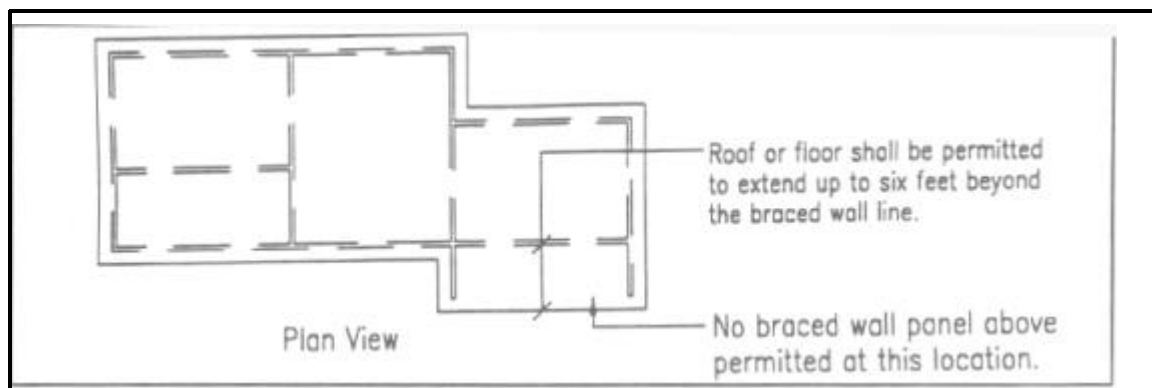 Roof or floor shall be permitted
to extend up to six feet beyond
the braced wall line.
Plan View
No braced wall panel above
permitted at this location.